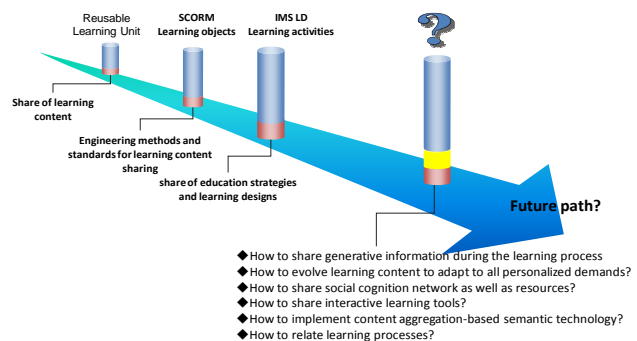 Reusable
Learning Unit
SCORM
Learning objects
IMS LD
Learning activities
?
Share of learning
content
Engineering methods and
standards for learning content
sharing
share of education strategies
and learning designs
Future path?
◆How to share generative information during the learning process
◆How to evolve learning content to adapt to all personalized demands?
◆How to share social cognition network as well as resources?
◆How to share interactive learning tools?
◆How to implement content aggregation-based semantic technology?
◆How to relate learning processes?